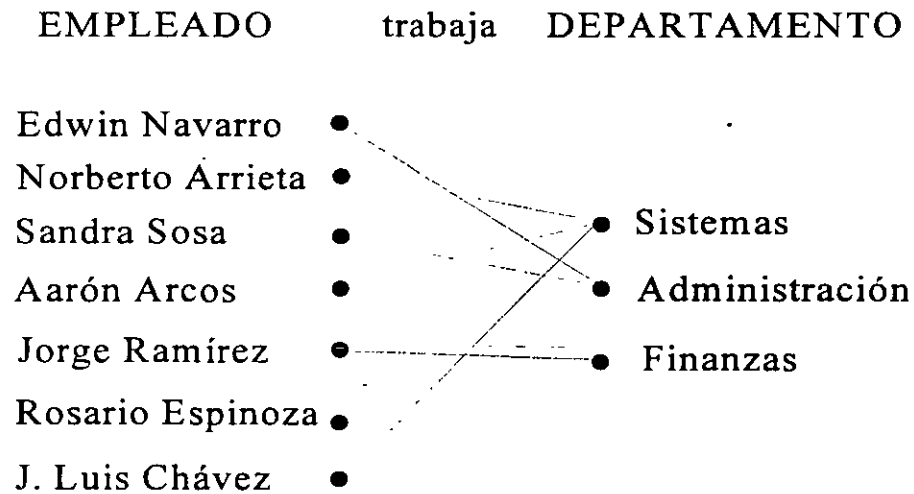 EMPLEADO trabaja DEPARTAMENTO
Edwin Navarro
Norberto Arrieta
Sandra Sosa
Aarón Arcos
Jorge Ramírez
Rosario Espinoza
J. Luis Chávez
Sistemas
Administración
Finanzas